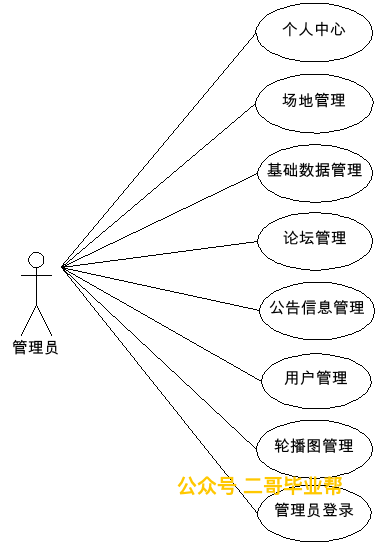 个人中心
场地管理
基础数据管理
论坛管理
公告信息管理
管理员
用户管理
轮播图管理
公众号 二哥毕业帮
管理员登录